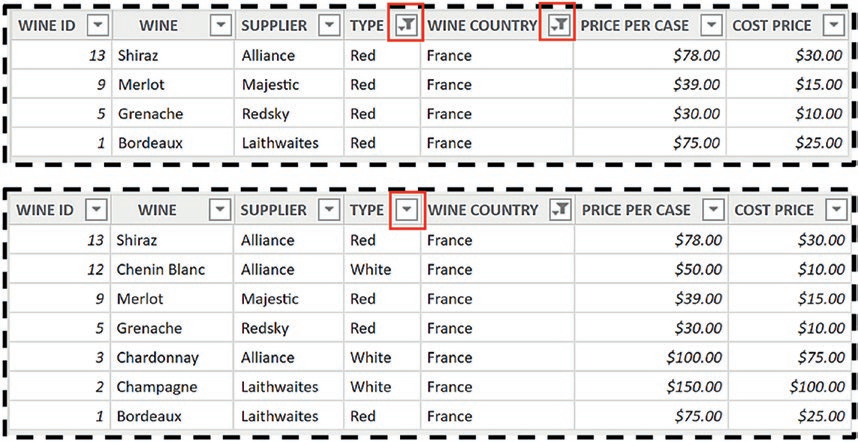 WINE ID WINE SUPPLIER TYPE WINE COUNTRY PRICE PER CASE COST PRICE
13 Shiraz Alliance Red France $78.00 $30.00
9 Merlot Majestic Red France $39.00 $15.00
5 Grenache Redsky Red France $30.00 $10.00
1 Bordeaux Laithwaites Red France $75.00 $25.00
WINE ID WINE SUPPLIER TYPE WINE COUNTRY PRICE PER CASE COST PRICE
13 Shiraz Alliance Red France $78.00 $30.00
12 Chenin Blanc Alliance White France $50.00 $10.00
9 Merlot Majestic Red France $39.00 $15.00
5 Grenache Redsky Red France $30.00 $10.00
3 Chardonnay Alliance White France $100.00 $75.00
2 Champagne Laithwaites White France $150.00 $100.00
1 Bordeaux Laithwaites Red France $75.00 $25.00